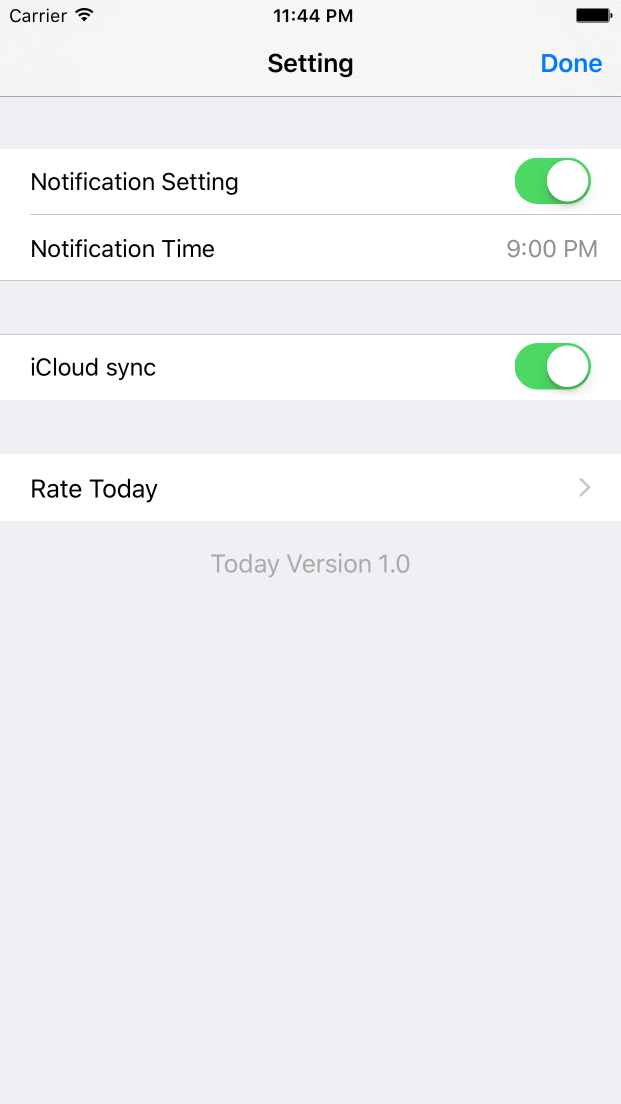 Carrier 11:44 PM
Setting Done
Notification Setting
Notification Time 9:00 PM
iCloud sync
Rate Today
Today Version 1.0